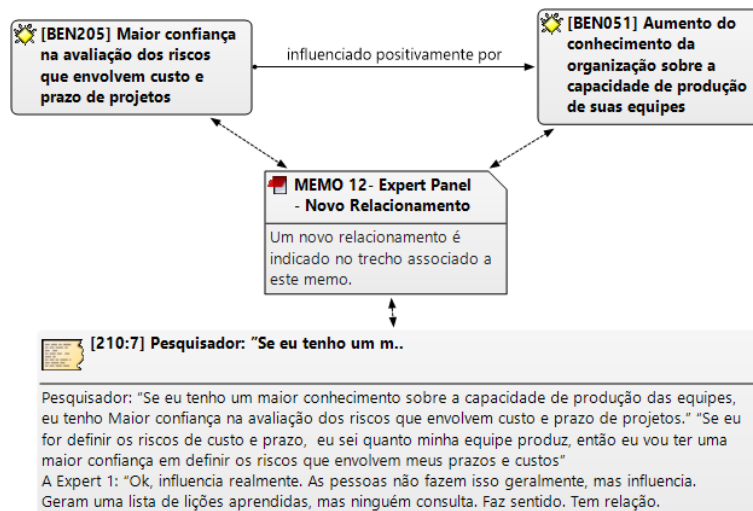 [BEN205] Maior confiança
na avaliação dos riscos
que envolvem custo e
prazo de projetos
influenciado positivamente por
[BEN051] Aumento do
conhecimento da
organização sobre a
capacidade de produção
de suas equipes
MEMO 12- Expert Panel
- Novo Relacionamento
Um novo relacionamento é
indicado no trecho associado a
este memo.
[210:7] Pesquisador: "Se eu tenho um m..
Pesquisador: "Se eu tenho um maior conhecimento sobre a capacidade de produção das equipes,
eu tenho Maior confiança na avaliação dos riscos que envolvem custo e prazo de projetos." "Se eu
for definir os riscos de custo e prazo,  eu sei quanto minha equipe produz, então eu vou ter uma
maior confiança em definir os riscos que envolvem meus prazos e custos"
A Expert 1: "Ok, influencia realmente. As pessoas não fazem isso geralmente, mas influencia.
Geram uma lista de lições aprendidas, mas ninguém consulta. Faz sentido. Tem relação.